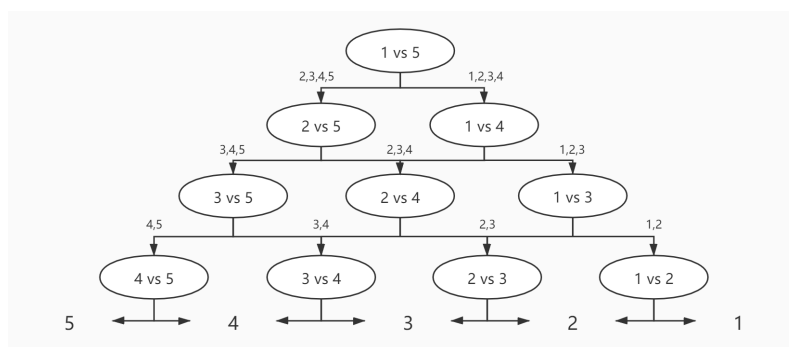 1 vs 5
2,3,4,5 1,2,3,4
2 vs 5 1 vs 4
3,4,5 2,3,4 1,2,3
3 vs 5 2 vs 4 1 vs 3
4,5 3,4 2,3 1,2
4 vs 5 3 vs 4 2 vs 3 1 vs 2
5 4 3 2 1